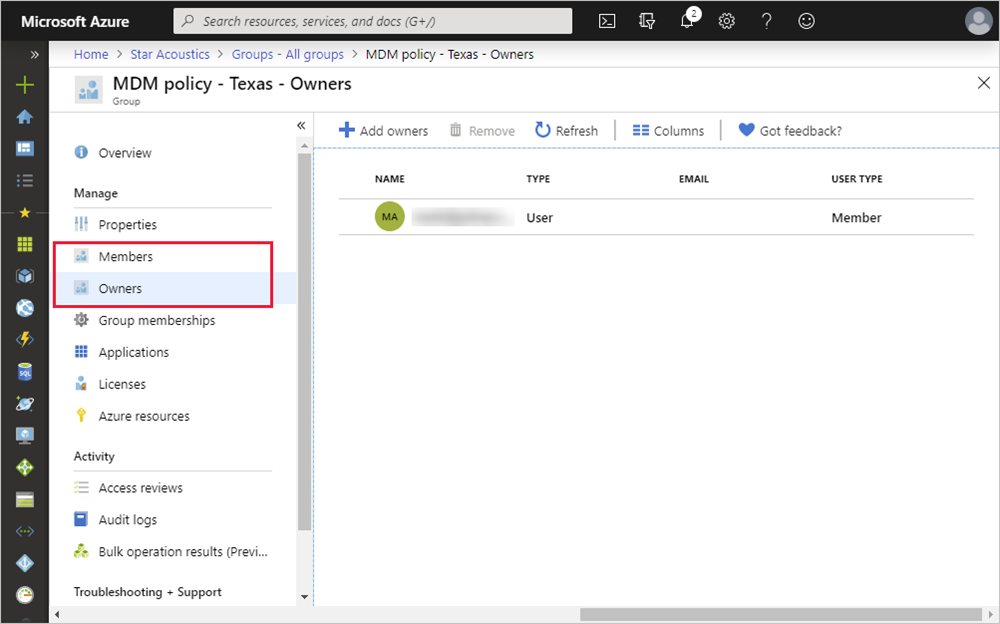 Microsoft Azure
Search resources, services, and docs (G+/)
2
Home > Star Acoustics > Groups - All groups > MDM policy - Texas - Owners
MDM policy - Texas - Owners
Group
Add owners
Remove
Refresh
Columns
Got feedback?
Overview
Manage
Properties
Members
Owners
Group memberships
Applications
Licenses
Azure resources
Activity
Access reviews
Audit logs
Bulk operation results (Previ...
Troubleshooting + Support
NAME TYPE EMAIL USER TYPE
MA User Member
SQL